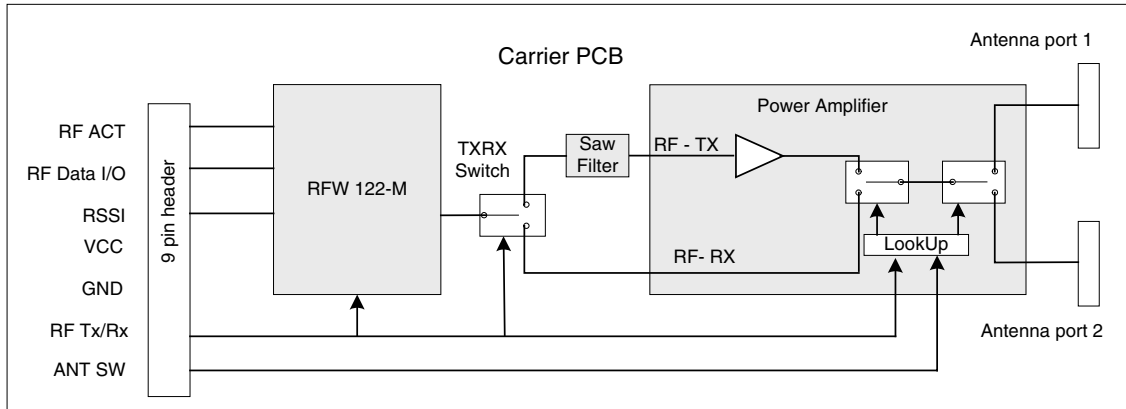 Carrier PCB
Antenna port 1
Power Amplifier
RF ACT
RF Data I/O
RSSI
VCC
GND
RF Tx/Rx
ANT SW
9 pin header
RFW 122-M
TXRX
Switch
Saw
Filter
RF - TX
RF- RX
LookUp
Antenna port 2